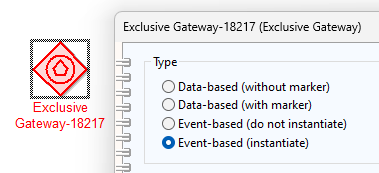 Exclusive Gateway-18217 (Exclusive Gateway)
Type
Data-based (without marker)
Data-based (with marker)
Event-based (do not instantiate)
Event-based (instantiate)
Exclusive
Gateway-18217